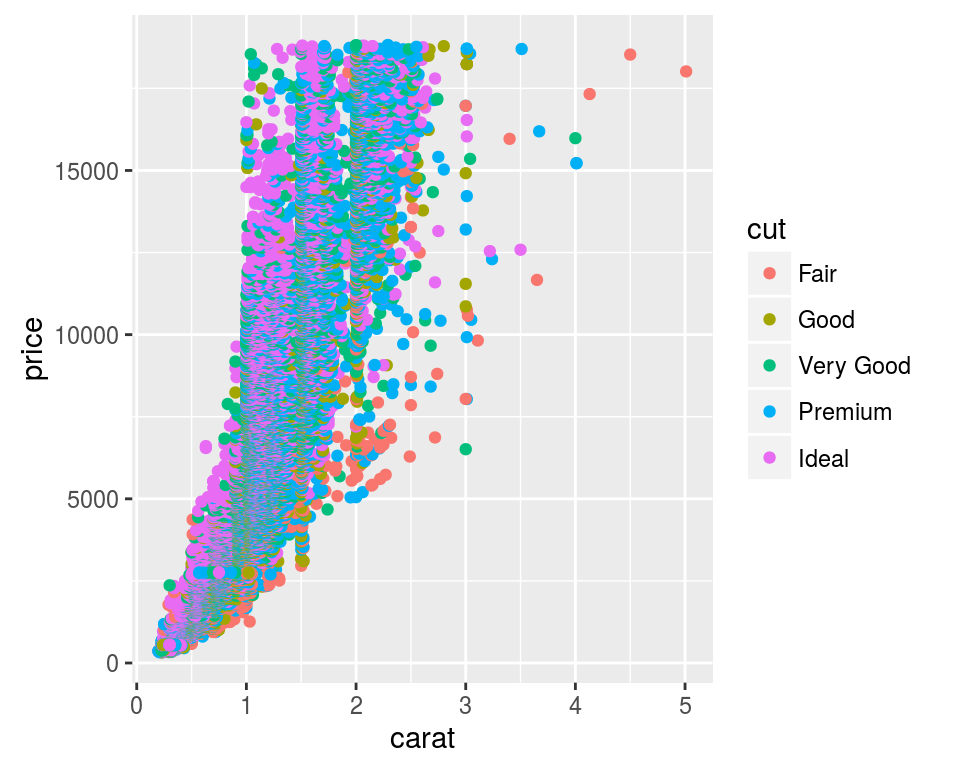 15000
10000
5000
0
price
0 1 2 3 4 5
carat
cut
Fair
Good
Very Good
Premium
Ideal